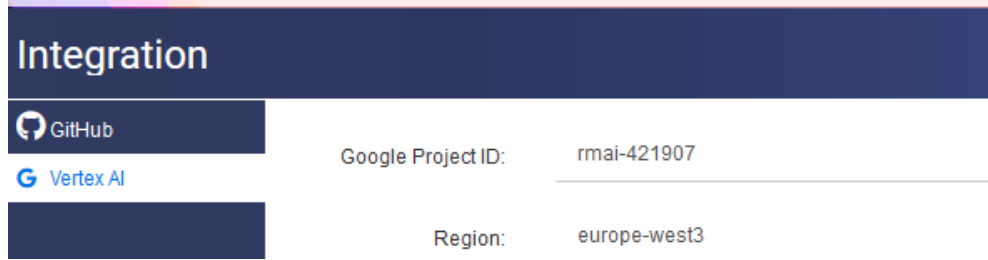 Integration
GitHub
Vertex AI
Google Project ID: rmai-421907
Region: europe-west3